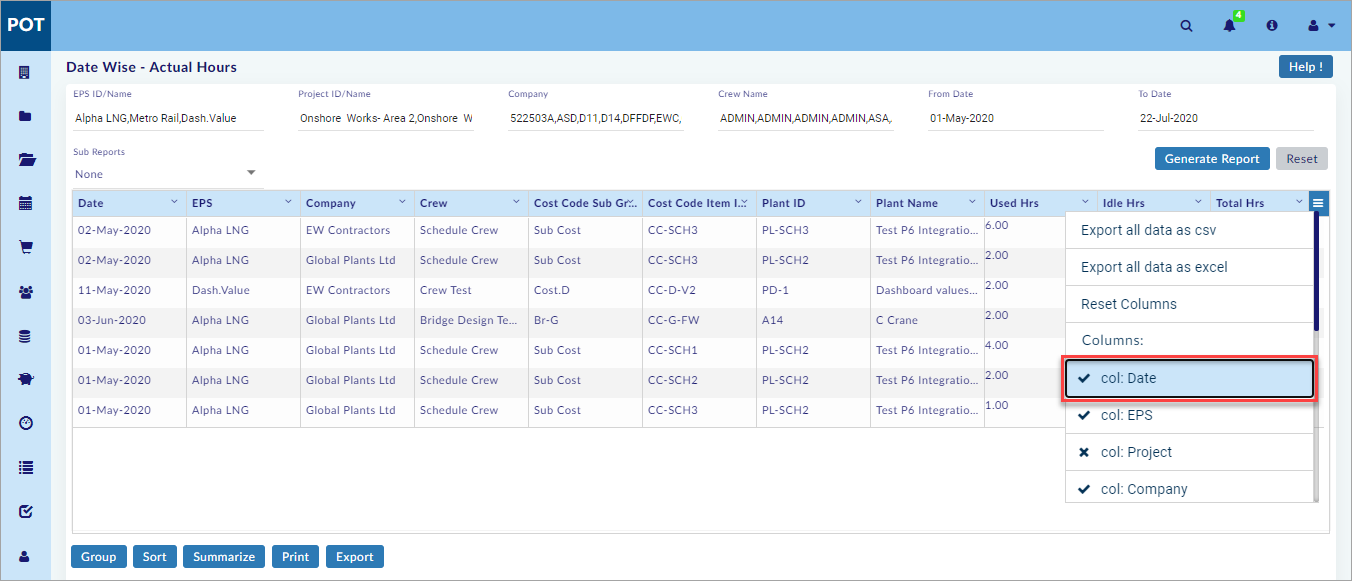 POT
4
Date Wise - Actual Hours
Help !
EPS ID/Name Project ID/Name Company Crew Name From Date To Date
Alpha LNG,Metro Rail,Dash.Value Onshore Works- Area 2,Onshore W 522503A,ASD,D11,D14,DFFDF,EWC, ADMIN,ADMIN,ADMIN,ADMIN,ASA, 01-May-2020 22-Jul-2020
Sub Reports
None
Generate Report Reset
Date EPS Company Crew Cost Code Sub Gr... Cost Code Item I... Plant ID Plant Name Used Hrs Idle Hrs Total Hrs
02-May-2020 Alpha LNG EW Contractors Schedule Crew Sub Cost CC-SCH3 PL-SCH3 Test P6 Integratio... 6.00
02-May-2020 Alpha LNG Global Plants Ltd Schedule Crew Sub Cost CC-SCH3 PL-SCH2 Test P6 Integratio... 2.00
11-May-2020 Dash.Value EW Contractors Crew Test Cost.D CC-D-V2 PD-1 Dashboard values... 2.00
03-Jun-2020 Alpha LNG Global Plants Ltd Bridge Design Te... Br-G CC-G-FW A14 C Crane 2.00
01-May-2020 Alpha LNG Global Plants Ltd Schedule Crew Sub Cost CC-SCH1 PL-SCH2 Test P6 Integratio... 4.00
01-May-2020 Alpha LNG Global Plants Ltd Schedule Crew Sub Cost CC-SCH2 PL-SCH2 Test P6 Integratio... 2.00
01-May-2020 Alpha LNG Global Plants Ltd Schedule Crew Sub Cost CC-SCH3 PL-SCH2 Test P6 Integratio... 1.00
Export all data as csv
Export all data as excel
Reset Columns
Columns:
col: Date
col: EPS
col: Project
col: Company
Group Sort Summarize Print Export